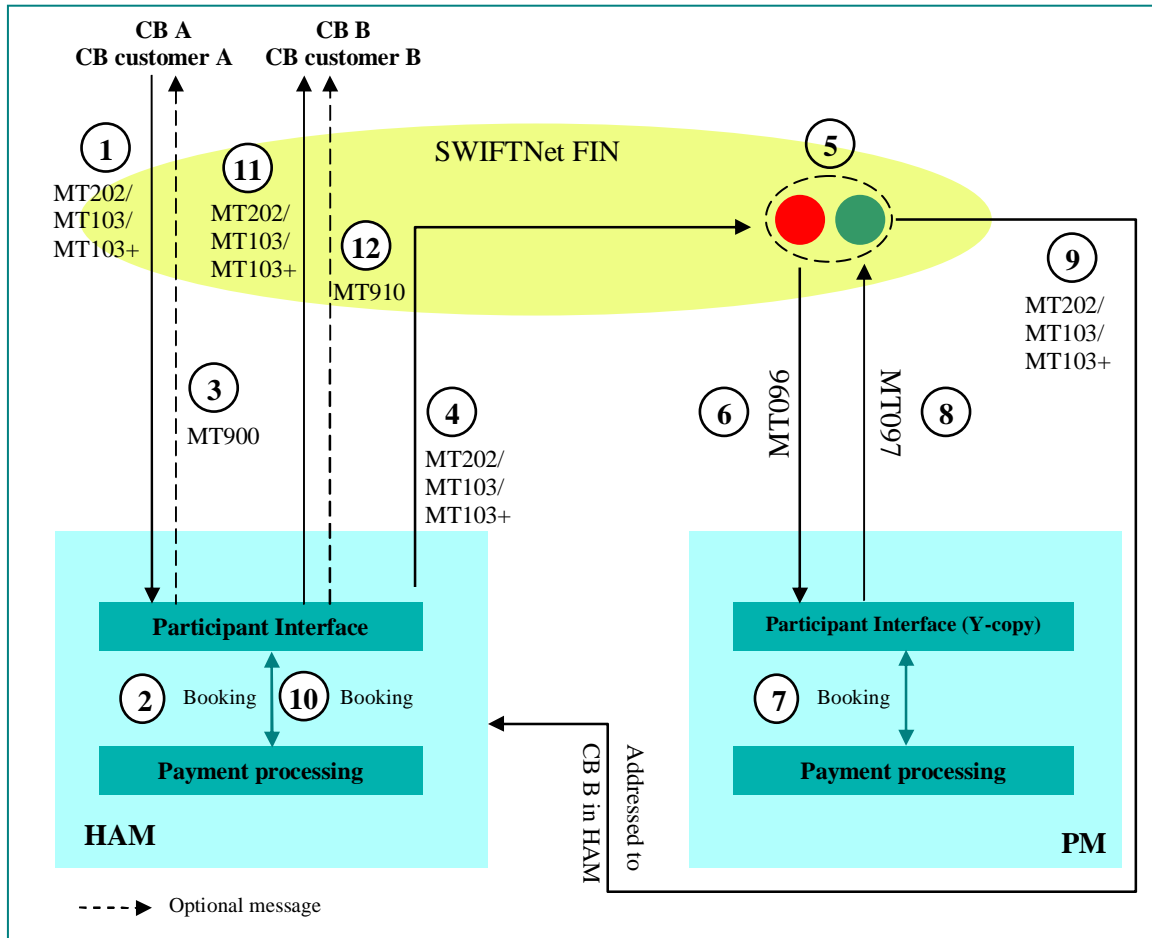 CB A
CB customer A
CB B
CB customer B
SWIFTNet FIN
1
MT202/
MT103/
MT103+
11
MT202/
MT103/
MT103+
12
MT910
5
9
MT202/
MT103/
MT103+
3
MT900
4
MT202/
MT103/
MT103+
6
MT096
MT097
8
Participant Interface
2
Booking
10
Booking
Payment processing
HAM
Participant Interface (Y-copy)
7
Booking
Payment processing
PM
Addressed to
CB B in HAM
Optional message